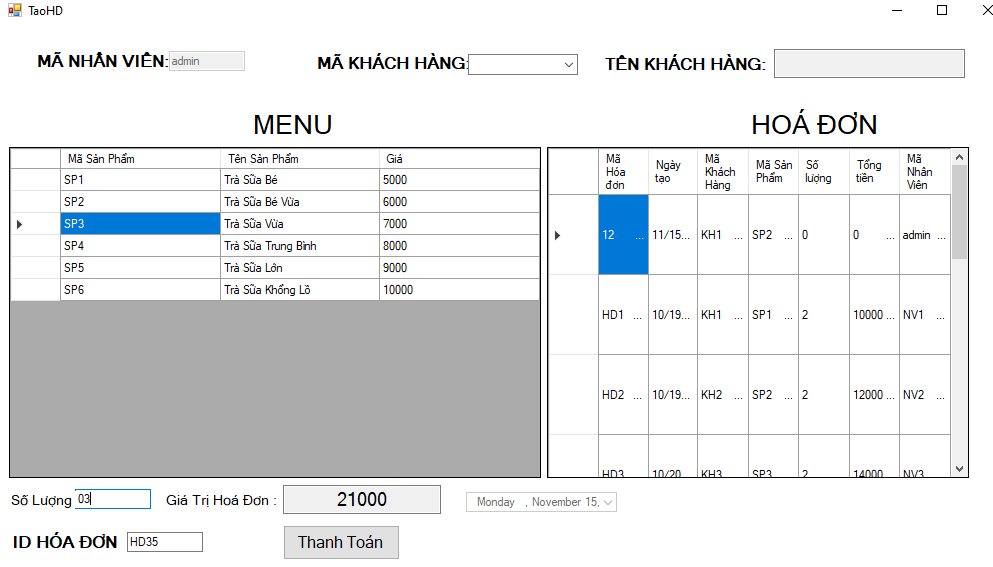 TaoHD
MÃ NHÂN VIÊN: admin
MÃ KHÁCH HÀNG:
TÊN KHÁCH HÀNG:
MENU
HOÁ ĐƠN
Mã Sản Phẩm Tên Sản Phẩm Giá
SP1 Trà Sữa Bé 5000
SP2 Trà Sữa Bé Vừa 6000
SP3 Trà Sữa Vừa 7000
SP4 Trà Sữa Trung Bình 8000
SP5 Trà Sữa Lớn 9000
SP6 Trà Sữa Khổng Lồ 10000
Mã Hóa đơn Ngày tạo Mã Khách Hàng Mã Sản Phẩm Số lượng Tổng tiền Mã Nhân Viên
12 ... 11/15... KH1 ... SP2 ... 0 0 ... admin ...
HD1 ... 10/19... KH1 ... SP1 ... 2 10000 ... NV1 ...
HD2 ... 10/19... KH2 ... SP2 ... 2 12000 ... NV2 ...
HD3 10/20 KH3 SP3 2 14000 NV3
Số Lượng 03 Giá Trị Hoá Đơn : 21000 Monday , November 15,
ID HÓA ĐƠN HD35 Thanh Toán